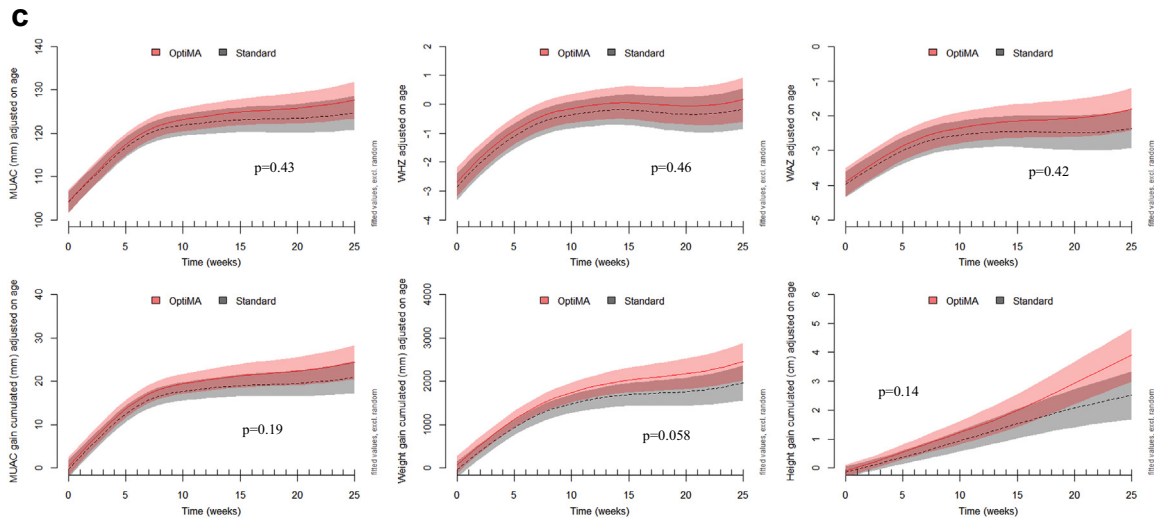 c
OptiMA Standard
MUAC (mm) adjusted on age
140
130
120
110
100
p=0.43
fitted values, excl. random
0 5 10 15 20 25
Time (weeks)
OptiMA Standard
WHZ adjusted on age
2
1
0
-1
-2
-3
-4
p=0.46
fitted values, excl. random
0 5 10 15 20 25
Time (weeks)
OptiMA Standard
WAZ adjusted on age
0
-1
-2
-3
-4
-5
p=0.42
fitted values, excl. random
0 5 10 15 20 25
Time (weeks)
OptiMA Standard
MUAC gain cumulated (mm) adjusted on age
40
30
20
10
0
p=0.19
fitted values, excl. random
0 5 10 15 20 25
Time (weeks)
OptiMA Standard
Weight gain cumulated (mm) adjusted on age
4000
3000
2000
1000
0
p=0.058
fitted values, excl. random
0 5 10 15 20 25
Time (weeks)
OptiMA Standard
Height gain cumulated (cm) adjusted on age
6
5
4
3
2
1
0
p=0.14
fitted values, excl. random
0 5 10 15 20 25
Time (weeks)